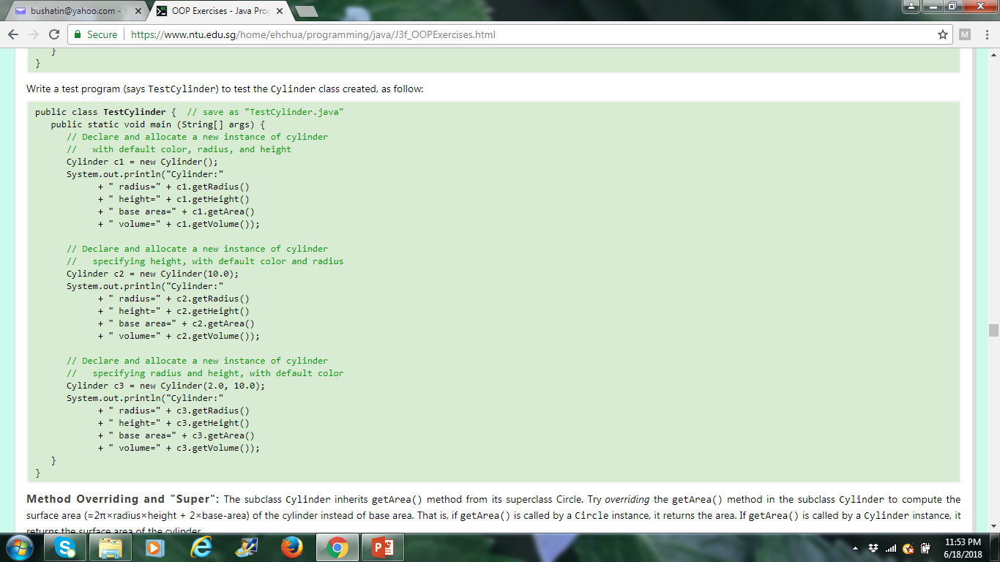 bushatin@yahoo.com - Y
OOP Exercises - Java Prog
Secure
https://www.ntu.edu.sg/home/ehchua/programming/java/J3f_OOPExercises.html
M
}
}
Write a test program (says TestCylinder) to test the Cylinder class created, as follow:
public class TestCylinder {  // save as "TestCylinder.java"
   public static void main (String[] args) {
      // Declare and allocate a new instance of cylinder
      //   with default color, radius, and height
      Cylinder c1 = new Cylinder();
      System.out.println("Cylinder:"
            + " radius=" + c1.getRadius()
            + " height=" + c1.getHeight()
            + " base area=" + c1.getArea()
            + " volume=" + c1.getVolume());
      // Declare and allocate a new instance of cylinder
      //   specifying height, with default color and radius
      Cylinder c2 = new Cylinder(10.0);
      System.out.println("Cylinder:"
            + " radius=" + c2.getRadius()
            + " height=" + c2.getHeight()
            + " base area=" + c2.getArea()
            + " volume=" + c2.getVolume());
      // Declare and allocate a new instance of cylinder
      //   specifying radius and height, with default color
      Cylinder c3 = new Cylinder(2.0, 10.0);
      System.out.println("Cylinder:"
            + " radius=" + c3.getRadius()
            + " height=" + c3.getHeight()
            + " base area=" + c3.getArea()
            + " volume=" + c3.getVolume());
   }
}
Method Overriding and "Super": The subclass Cylinder inherits getArea() method from its superclass Circle. Try overriding the getArea() method in the subclass Cylinder to compute the
surface area (=2π×radius×height + 2×base-area) of the cylinder instead of base area. That is, if getArea() is called by a Circle instance, it returns the area. If getArea() is called by a Cylinder instance, it
returns the surface area of the cylinder.
11:53 PM
6/18/2018